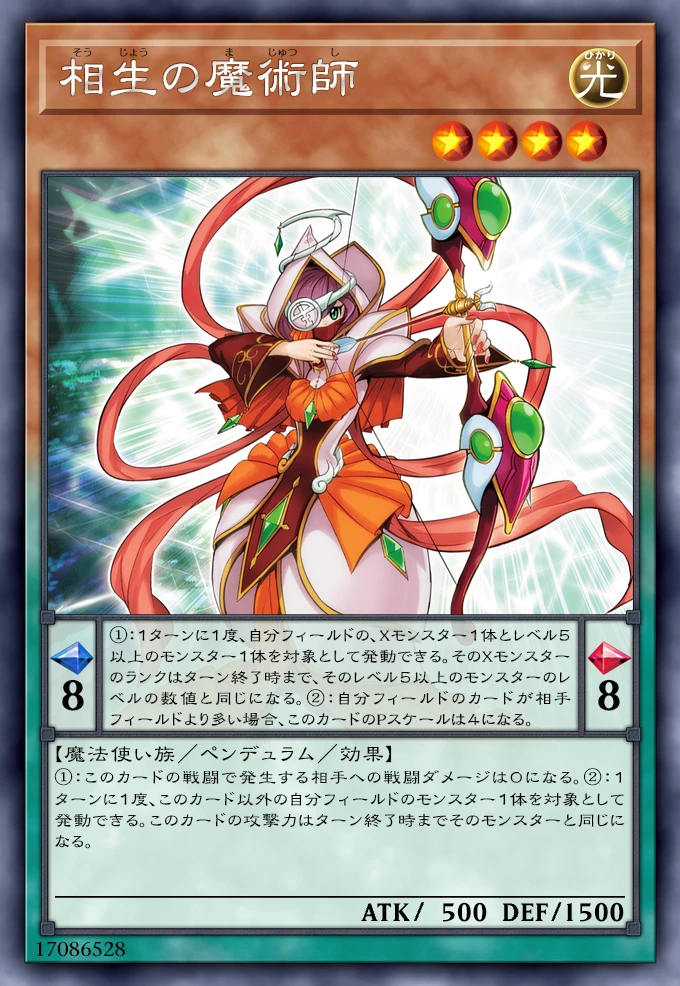 そう じょう ま じゅつ し
相生の魔術師
ひかり
光
①：1ターンに1度、自分フィールドの、Xモンスター1体とレベル5
以上のモンスター1体を対象として発動できる。そのXモンスター
のランクはターン終了時まで、そのレベル5以上のモンスターのレ
ベルの数値と同じになる。②：自分フィールドのカードが相手
フィールドより多い場合、このカードのPスケールは4になる。
8
8
【魔法使い族／ペンデュラム／効果】
①：このカードの戦闘で発生する相手への戦闘ダメージは0になる。②：1
ターンに1度、このカード以外の自分フィールドのモンスター1体を対象として
発動できる。このカードの攻撃力はターン終了時までそのモンスターと同じに
なる。
ATK/ 500 DEF/1500
17086528